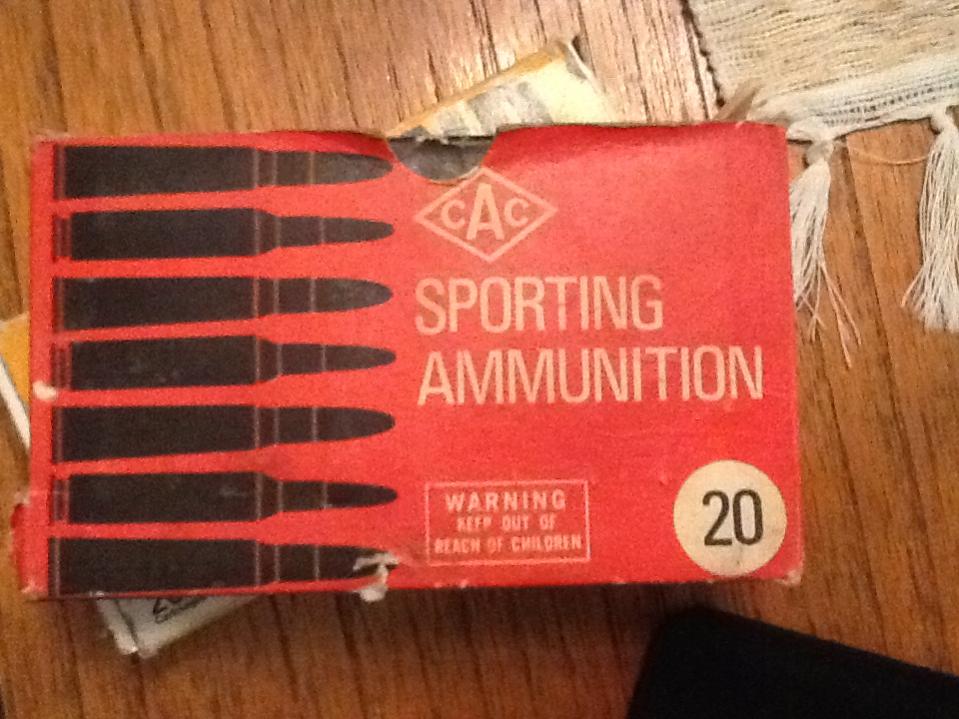 CAC
SPORTING
AMMUNITION
WARNING
KEEP OUT OF
REACH OF CHILDREN
20